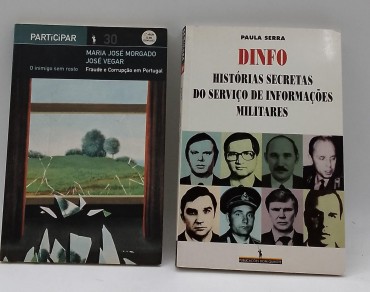 PARTiCiPAR
30
MARIA JOSÉ MORGADO
JOSÉ VEGAR
O inimigo sem rosto Fraude e Corrupção em Portugal
PAULA SERRA
DINFO
HISTÓRIAS SECRETAS
DO SERVIÇO DE INFORMAÇÕES
MILITARES